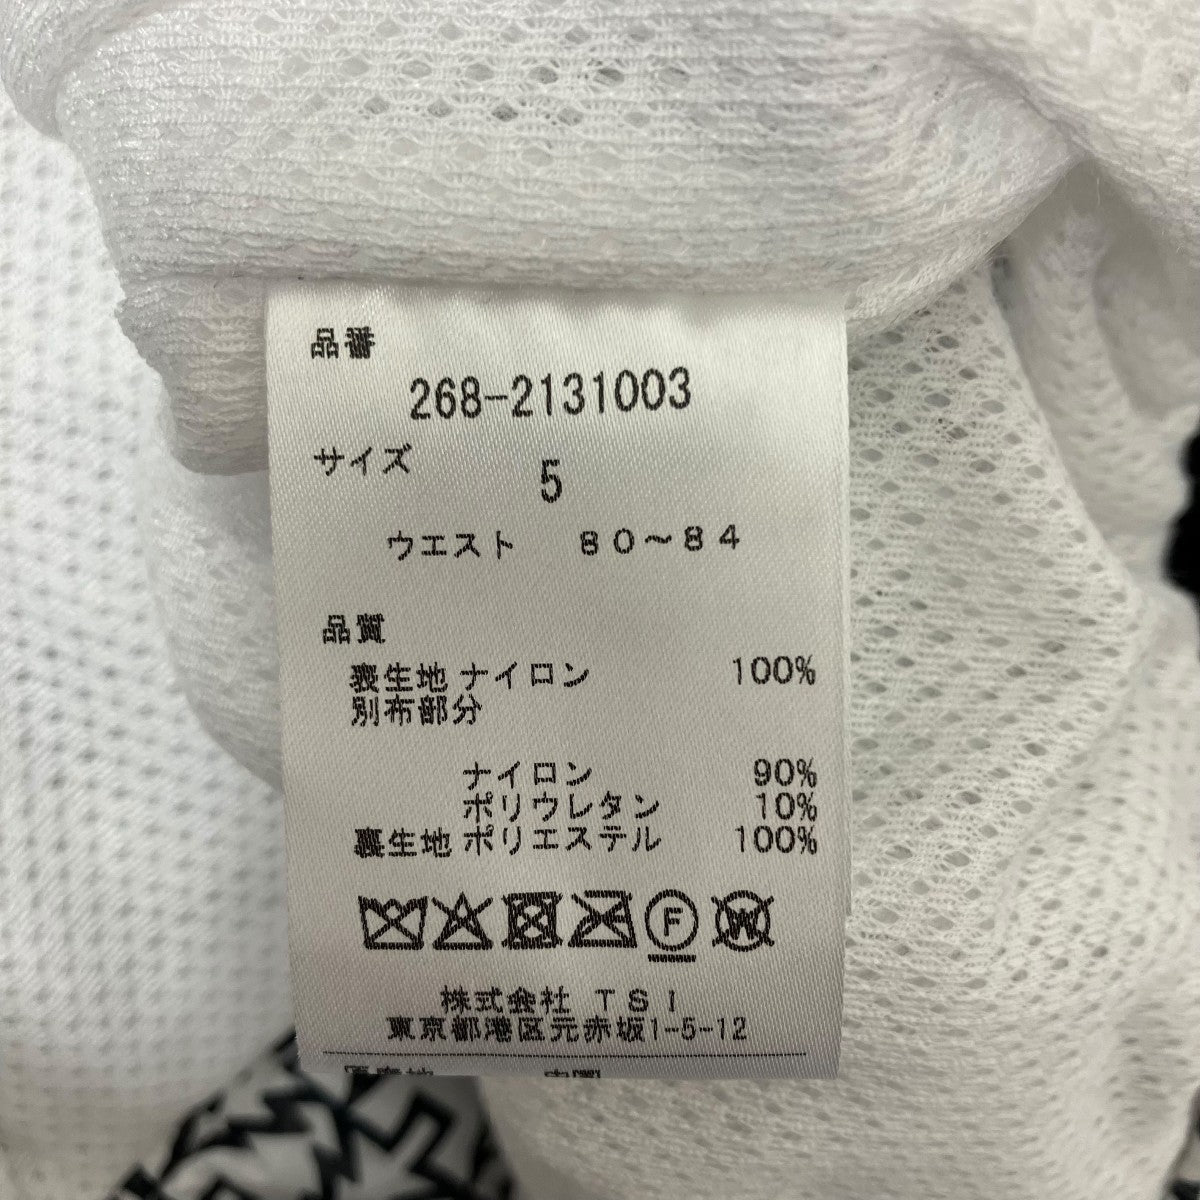 品番
268-2131003
サイズ
5
ウエスト 80～84
品質
表生地 ナイロン 100%
別布部分
ナイロン 90%
ポリウレタン 10%
裏生地 ポリエステル 100%
F W
株式会社 TSI
東京都港区元赤坂1-5-12